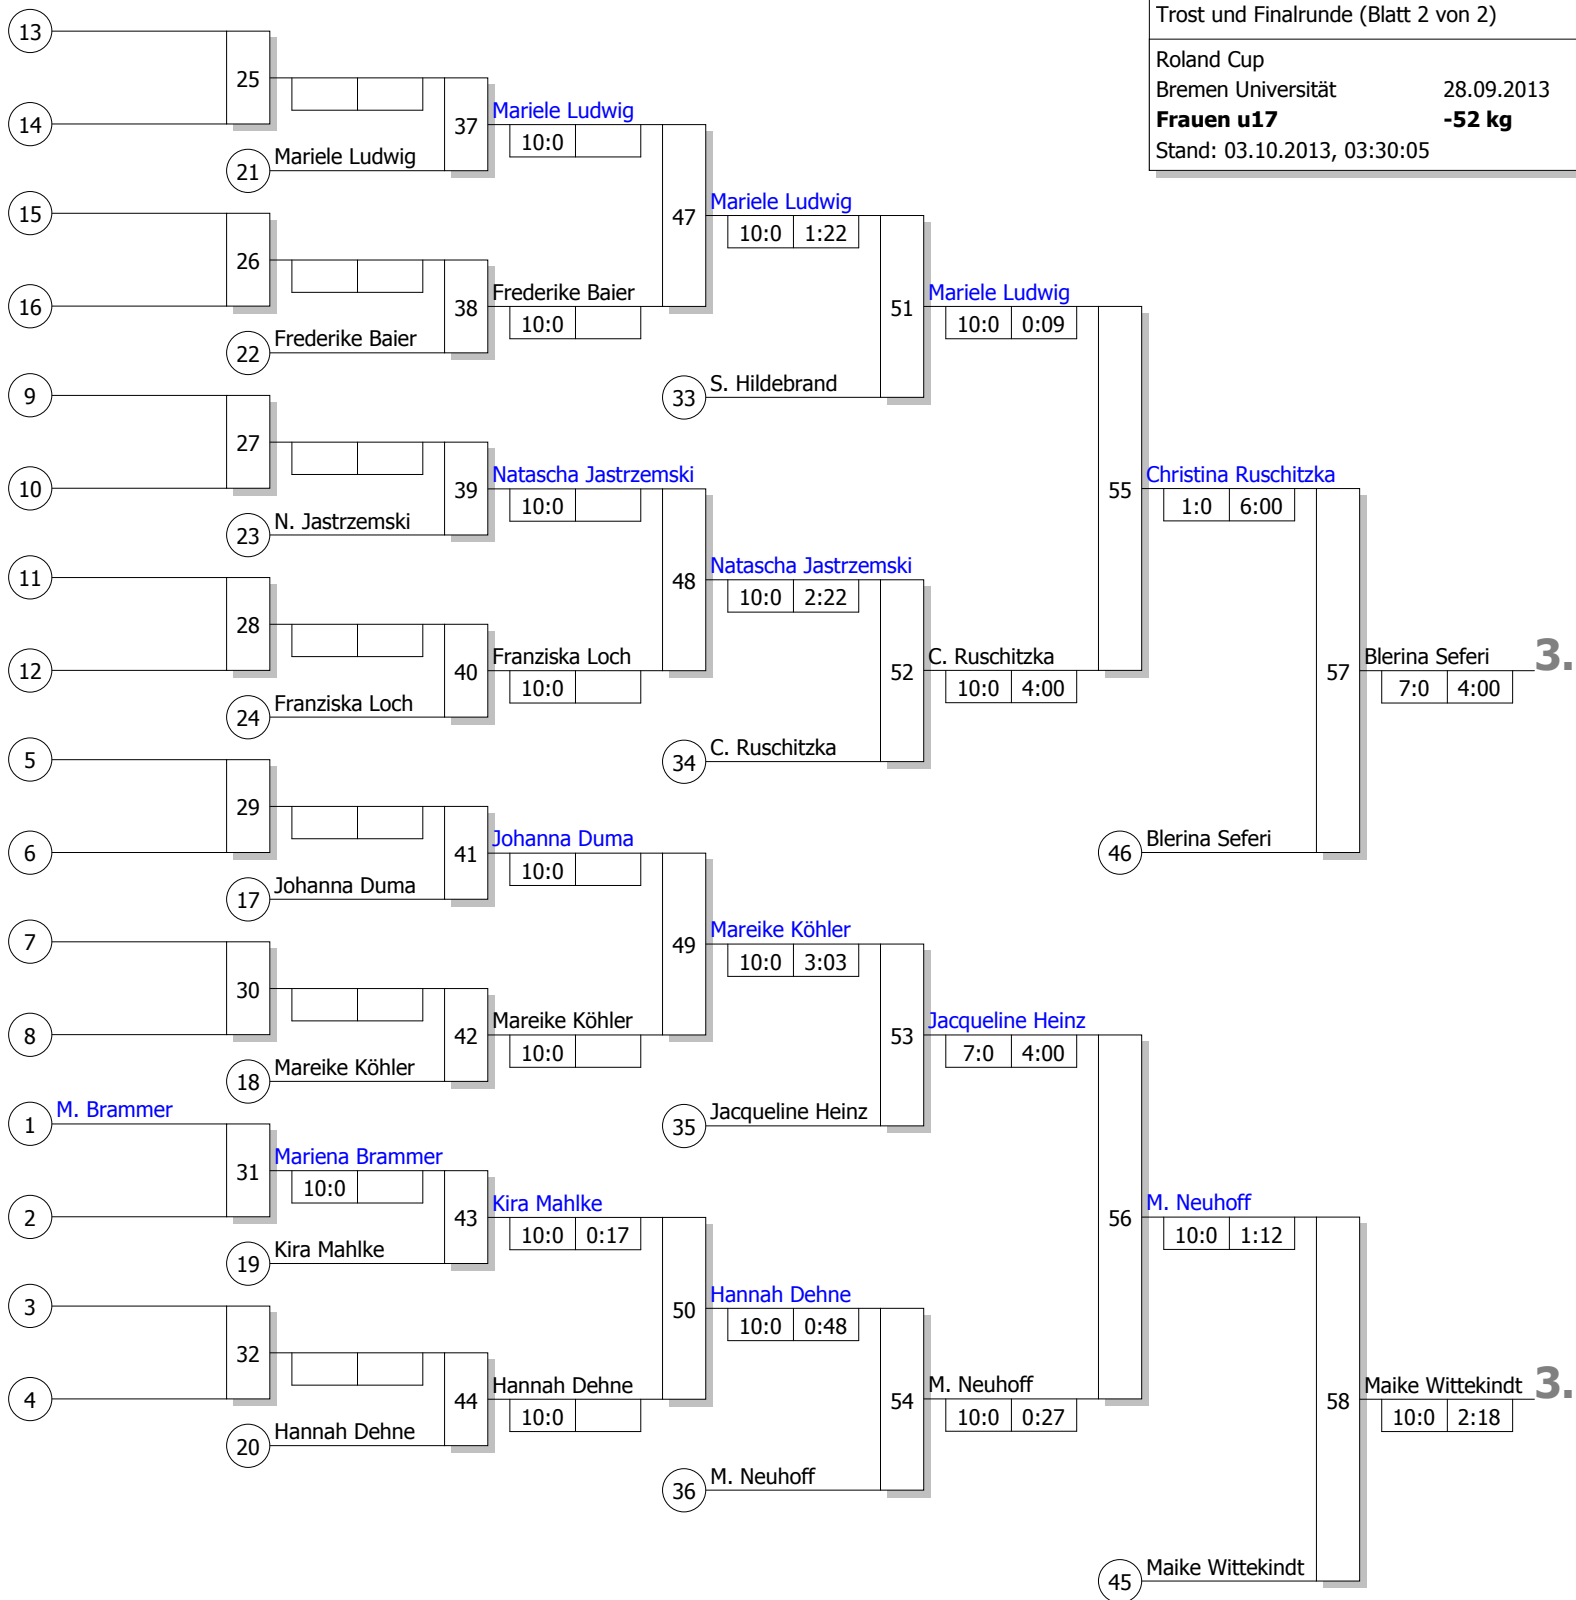 Trost und Finalrunde (Blatt 2 von 2)
Roland Cup
Bremen Universität 28.09.2013
Frauen u17 -52 kg
Stand: 03.10.2013, 03:30:05
13
14
25
21 Mariele Ludwig
37
Mariele Ludwig
10:0
15
16
26
22 Frederike Baier
38
Frederike Baier
10:0
47
Mariele Ludwig
10:0 1:22
33 S. Hildebrand
51
Mariele Ludwig
10:0 0:09
9
10
27
23 N. Jastrzemski
39
Natascha Jastrzemski
10:0
11
12
28
24 Franziska Loch
40
Franziska Loch
10:0
48
Natascha Jastrzemski
10:0 2:22
34 C. Ruschitzka
52
C. Ruschitzka
10:0 4:00
55
Christina Ruschitzka
1:0 6:00
46 Blerina Seferi
57
Blerina Seferi 3.
7:0 4:00
5
6
29
17 Johanna Duma
41
Johanna Duma
10:0
7
8
30
18 Mareike Köhler
42
Mareike Köhler
10:0
49
Mareike Köhler
10:0 3:03
35 Jacqueline Heinz
53
Jacqueline Heinz
7:0 4:00
1 M. Brammer
2
31
Mariena Brammer
10:0
19 Kira Mahlke
43
Kira Mahlke
10:0 0:17
3
4
32
20 Hannah Dehne
44
Hannah Dehne
10:0
50
Hannah Dehne
10:0 0:48
36 M. Neuhoff
54
M. Neuhoff
10:0 0:27
56
M. Neuhoff
10:0 1:12
45 Maike Wittekindt
58
Maike Wittekindt 3.
10:0 2:18